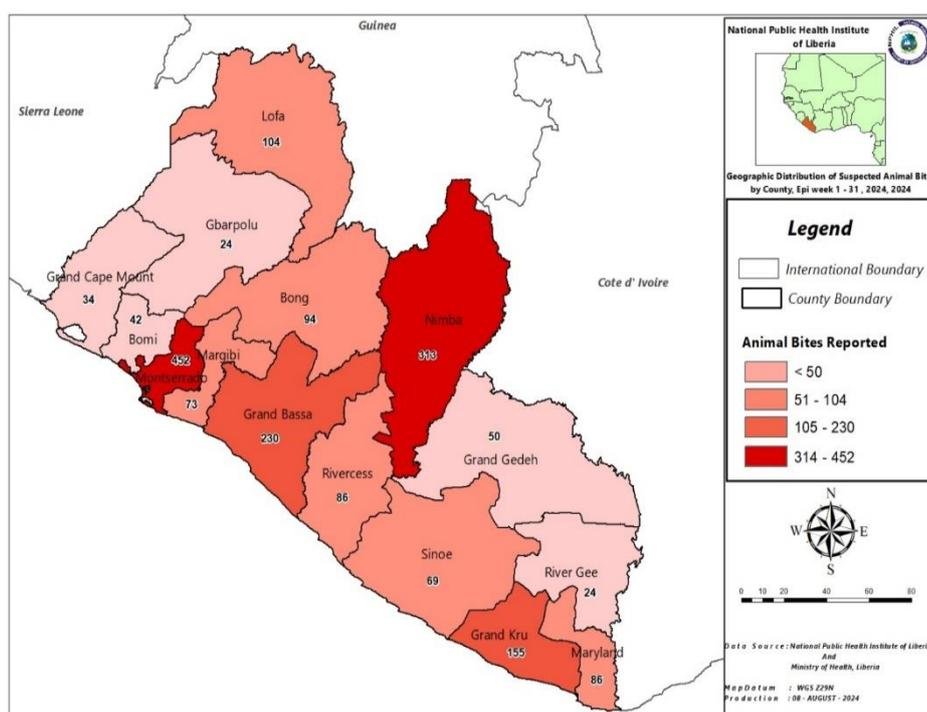 Guinea
Sierra Leone
Cote d' Ivoire
Lofa
104
Gbarpolu
24
Grand Cape Mount
34
42
Bomi
Bong
94
Nimba
313
452
Montserrado
Margibi
73
Grand Bassa
230
Rivercess
86
50
Grand Gedeh
Sinoe
69
River Gee
24
Grand Kru
155
Maryland
86
National Public Health Institute
of Liberia
Geographic Distribution of Suspected Animal Bit
by County, Epi week 1 - 31 , 2024, 2024
Legend
International Boundary
County Boundary
Animal Bites Reported
< 50
51 - 104
105 - 230
314 - 452
N
W E
S
0 10 20 40 60 80
Data Source: National Public Health Institute of Liberi
And
Ministry of Health, Liberia
MapDatum : WGS Z29N
Production : 08 - AUGUST - 2024